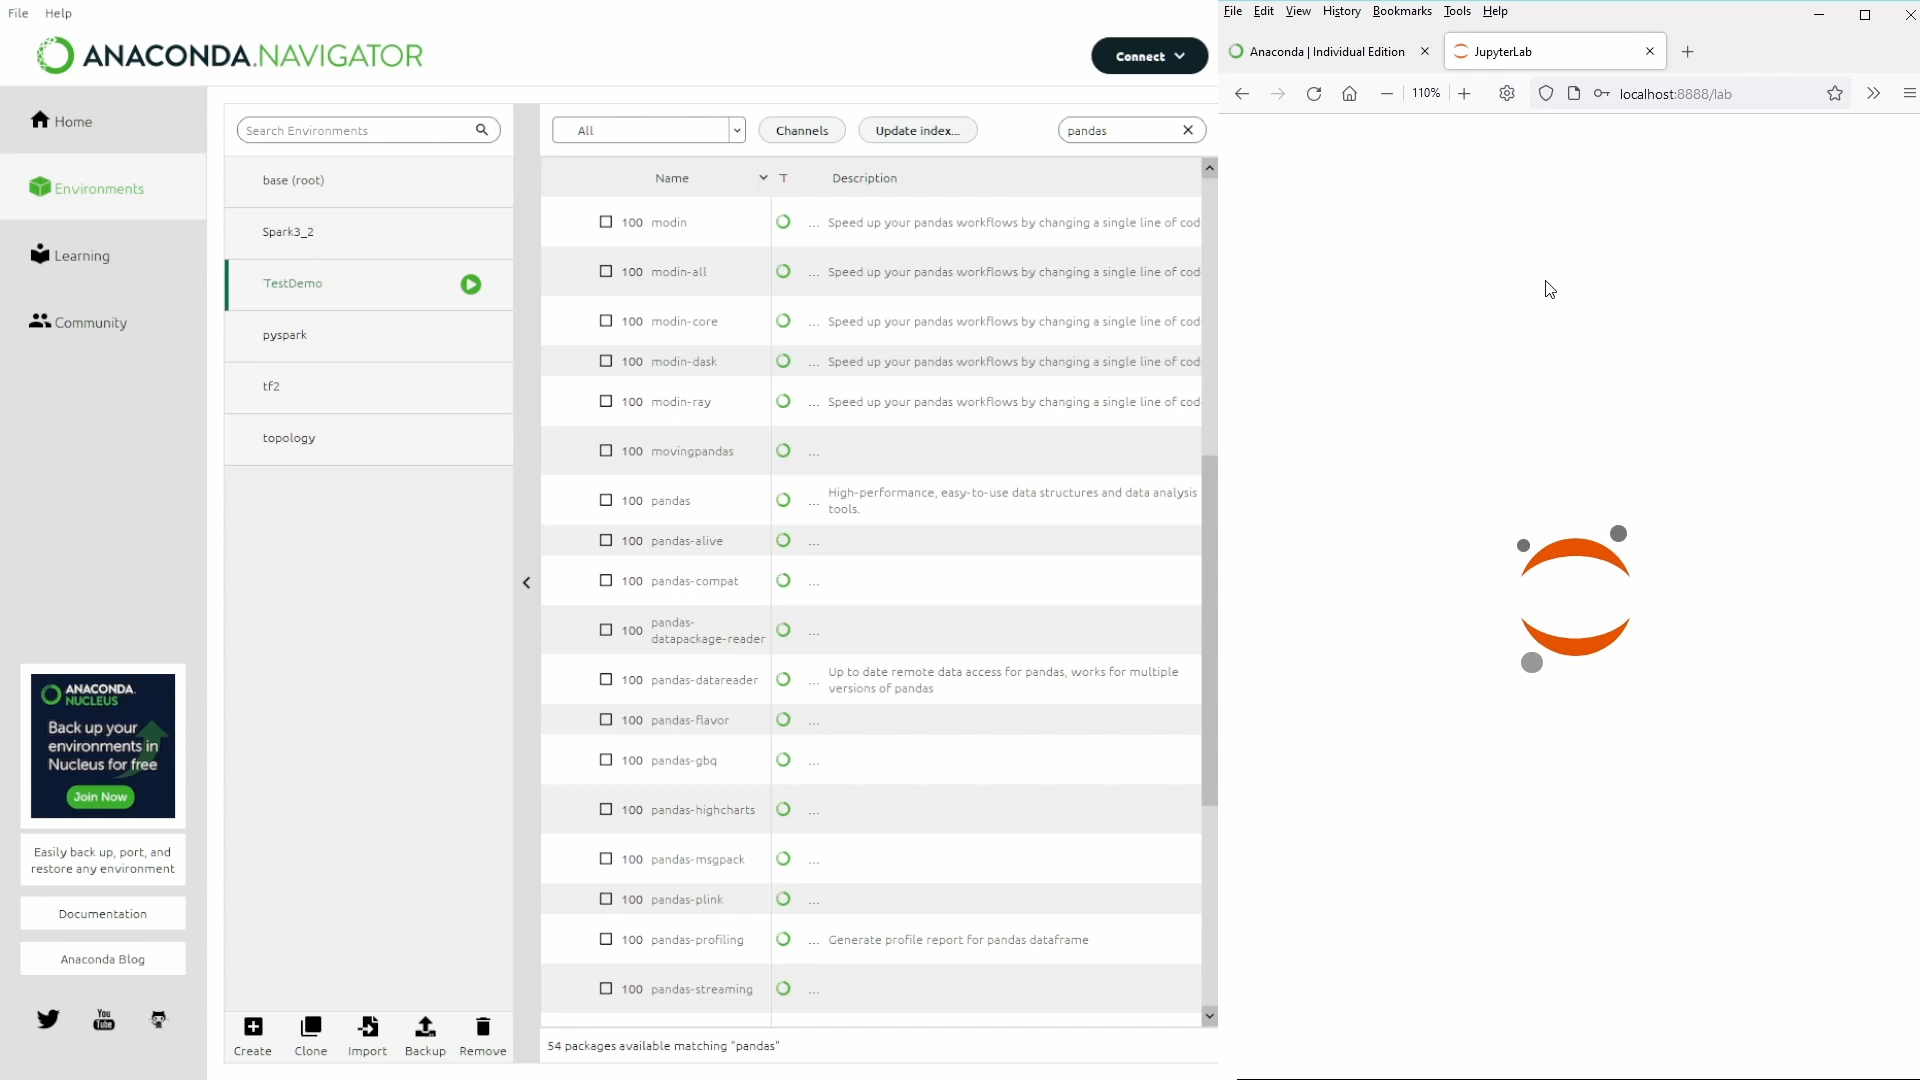 File Help
ANACONDA.NAVIGATOR
Connect
Home
Environments
Learning
Community
ANACONDA.
NUCLEUS
Back up your
environments in
Nucleus for free
Join Now
Easily back up, port, and
restore any environment
Documentation
Anaconda Blog
You
Tube
Search Environments
base (root)
Spark3_2
TestDemo
pyspark
tf2
topology
Create Clone Import Backup Remove
All Channels Update index... pandas
Name T Description
100 modin ... Speed up your pandas workflows by changing a single line of cod
100 modin-all ... Speed up your pandas workflows by changing a single line of cod
100 modin-core ... Speed up your pandas workflows by changing a single line of cod
100 modin-dask ... Speed up your pandas workflows by changing a single line of cod
100 modin-ray ... Speed up your pandas workflows by changing a single line of cod
100 movingpandas ...
100 pandas ... High-performance, easy-to-use data structures and data analysis
tools.
100 pandas-alive ...
100 pandas-compat ...
100 pandas-
datapackage-reader ...
100 pandas-datareader ... Up to date remote data access for pandas, works for multiple
versions of pandas
100 pandas-flavor ...
100 pandas-gbq ...
100 pandas-highcharts ...
100 pandas-msgpack ...
100 pandas-plink ...
100 pandas-profiling ... Generate profile report for pandas dataframe
100 pandas-streaming ...
54 packages available matching "pandas"
File Edit View History Bookmarks Tools Help
Anaconda | Individual Edition JupyterLab
110% localhost:8888/lab